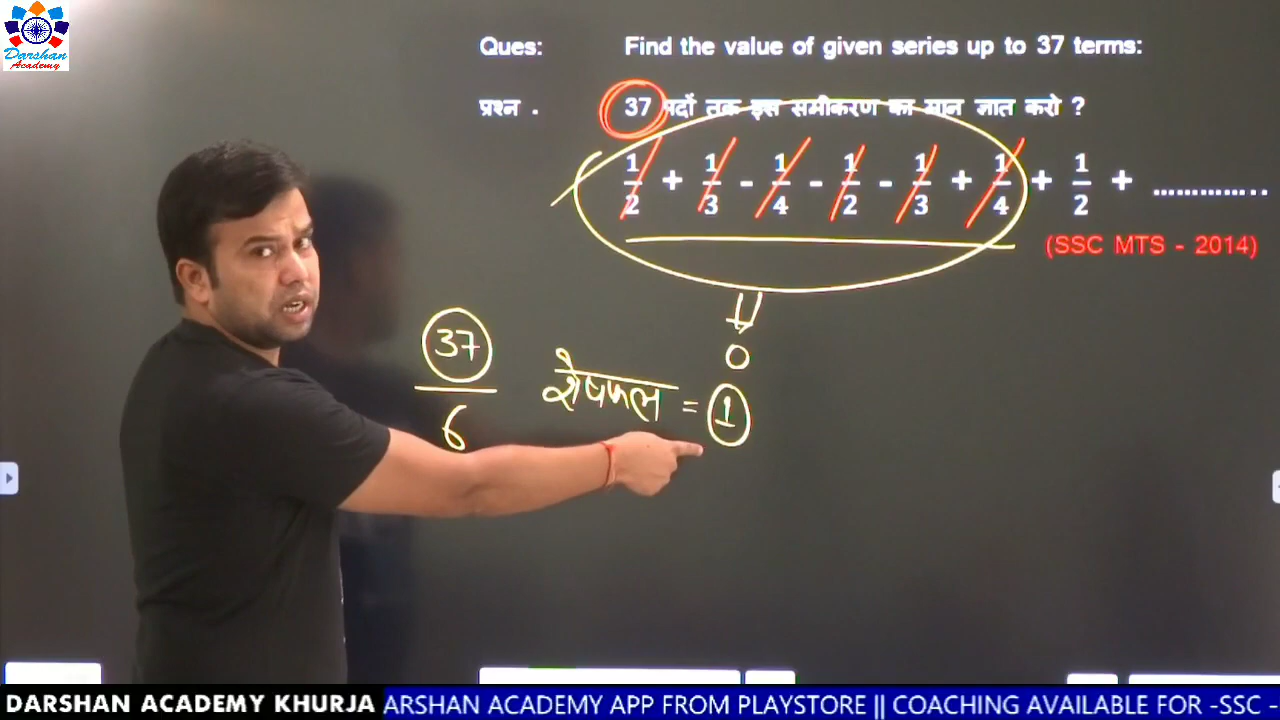 Darshan
Academy
Ques: Find the value of given series up to 37 terms:
प्रश्न . 37 पदों तक इस समीकरण का मान ज्ञात करो ?
1/2 + 1/3 - 1/4 - 1/2 - 1/3 + 1/4 + 1/2 + ..............
(SSC MTS - 2014)
0
37/6 शेषफल = 1
DARSHAN ACADEMY KHURJA ARSHAN ACADEMY APP FROM PLAYSTORE || COACHING AVAILABLE FOR -SSC -